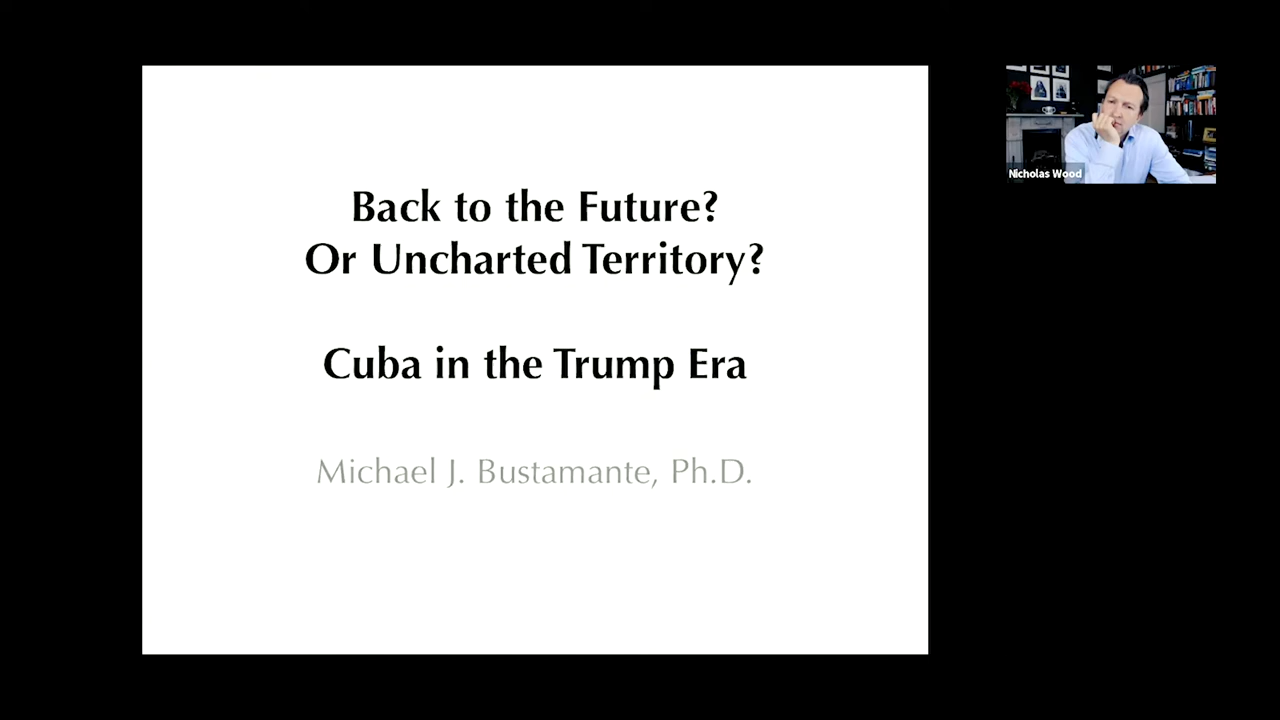 Back to the Future?
Or Uncharted Territory?
Cuba in the Trump Era
Michael J. Bustamante, Ph.D.
Nicholas Wood